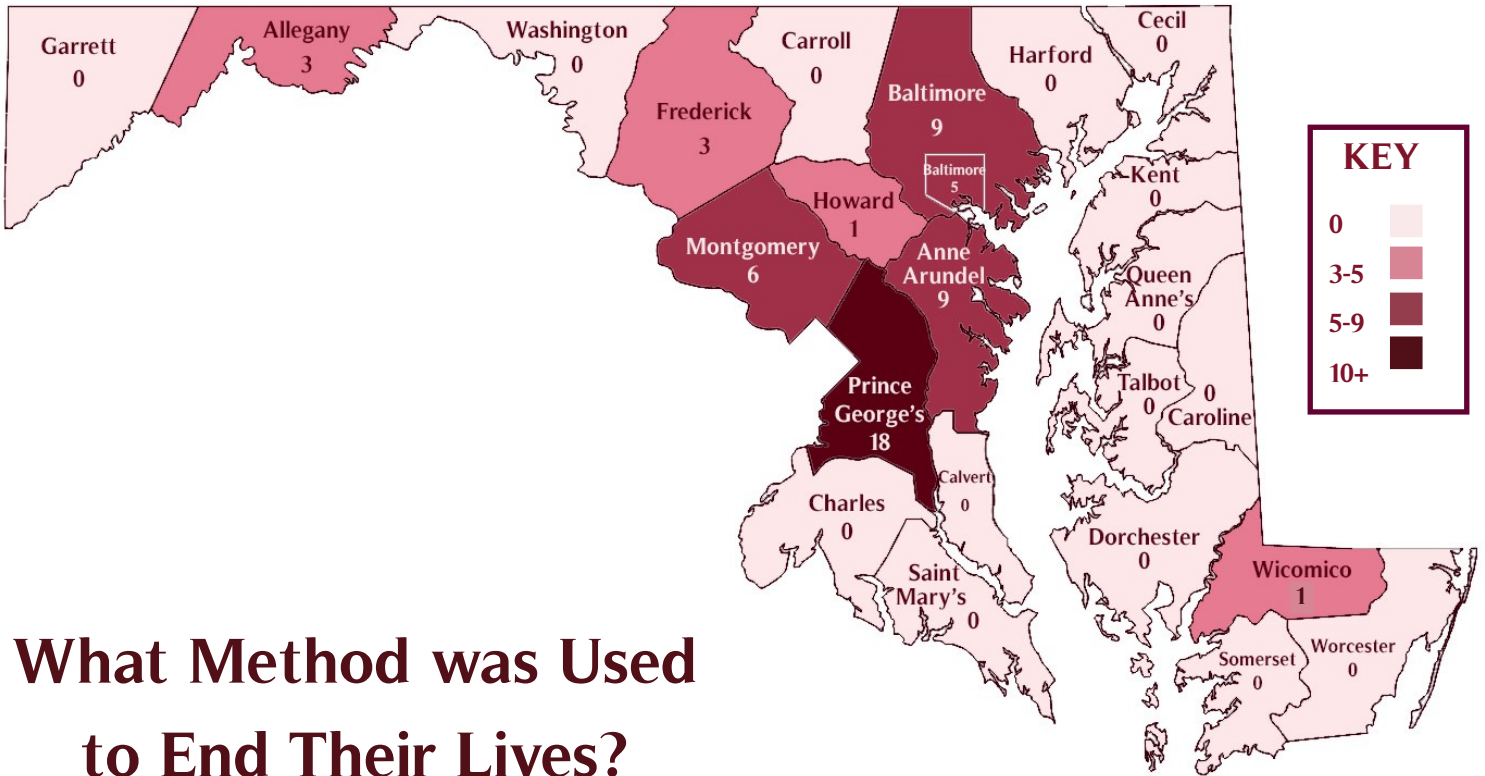 Garrett
0
Allegany
3
Washington
0
Frederick
3
Carroll
0
Baltimore
9
Baltimore
5
Harford
0
Cecil
0
Kent
0
Howard
1
Montgomery
6
Anne
Arundel
9
Queen
Anne's
0
Prince
George's
18
Talbot
0
0
Caroline
Calvert
0
Charles
0
Saint
Mary's
0
Dorchester
0
Wicomico
1
Somerset
0
Worcester
0
KEY
0
3-5
5-9
10+
What Method was Used
to End Their Lives?